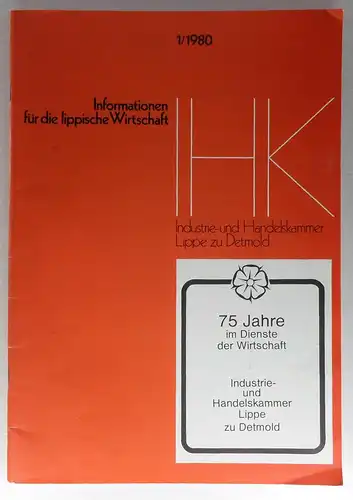 1/1980
Informationen
für die lippische Wirtschaft
IHK
Industrie- und Handelskammer
Lippe zu Detmold
75 Jahre
im Dienste
der Wirtschaft
Industrie-
und
Handelskammer
Lippe
zu Detmold